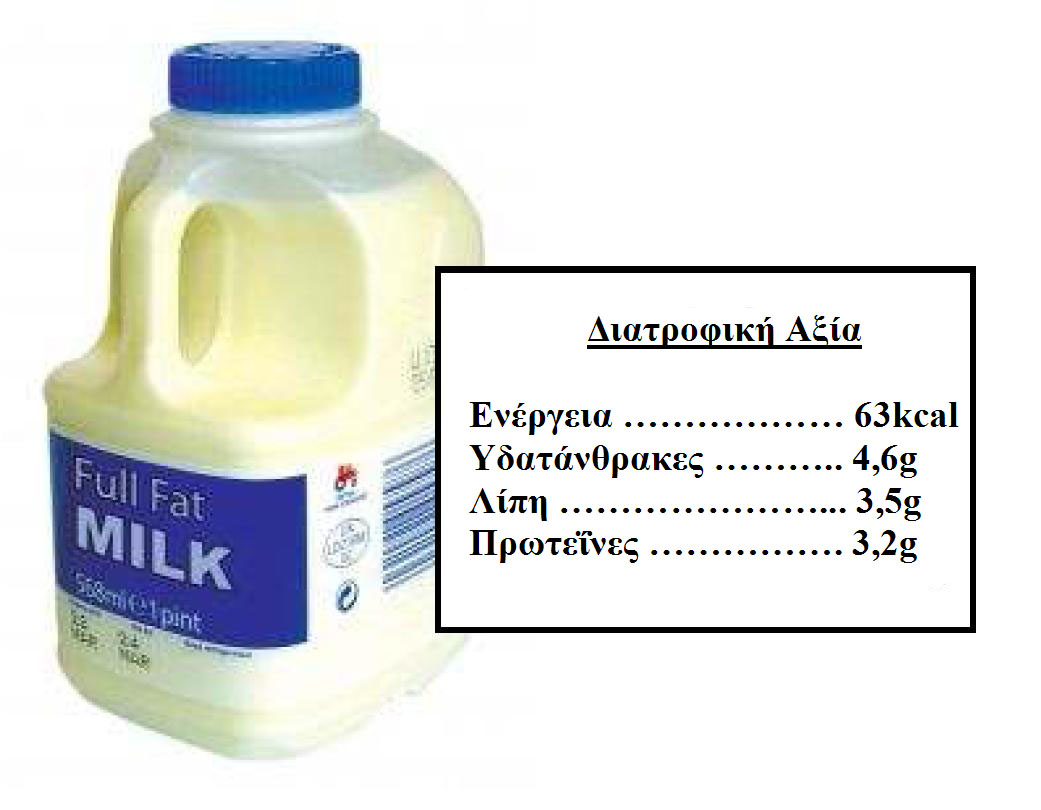 Full Fat
MILK
568ml e 1 pint
Διατροφική Αξία
Ενέργεια ……………… 63kcal
Υδατάνθρακες ……….. 4,6g
Λίπη …………………... 3,5g
Πρωτεΐνες ……………. 3,2g